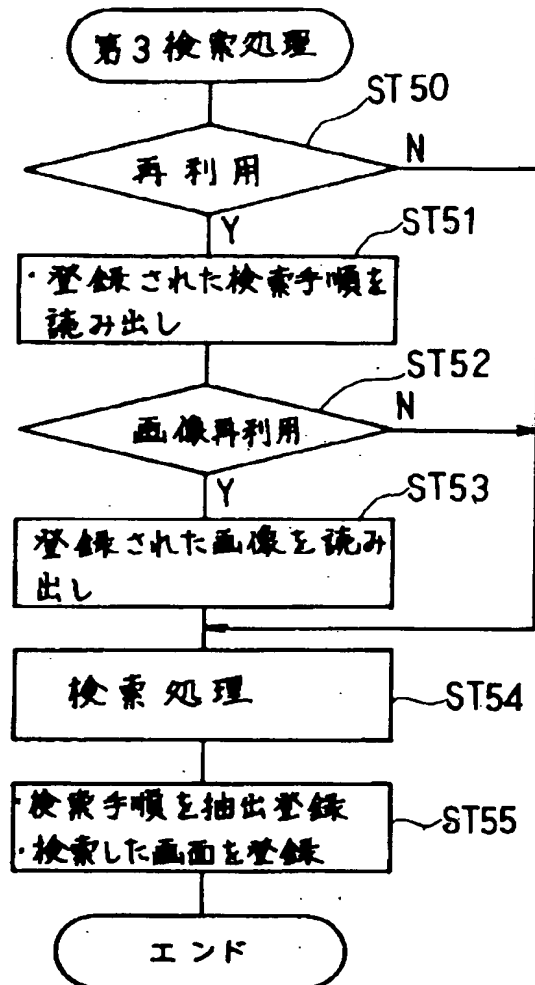 第3検索処理
ST50
再利用
N
Y
ST51
・登録された検索手順を
読み出し
ST52
画像再利用
N
Y
ST53
登録された画像を読み
出し
検索処理
ST54
・検索手順を抽出登録
・検索した画面を登録
ST55
エンド